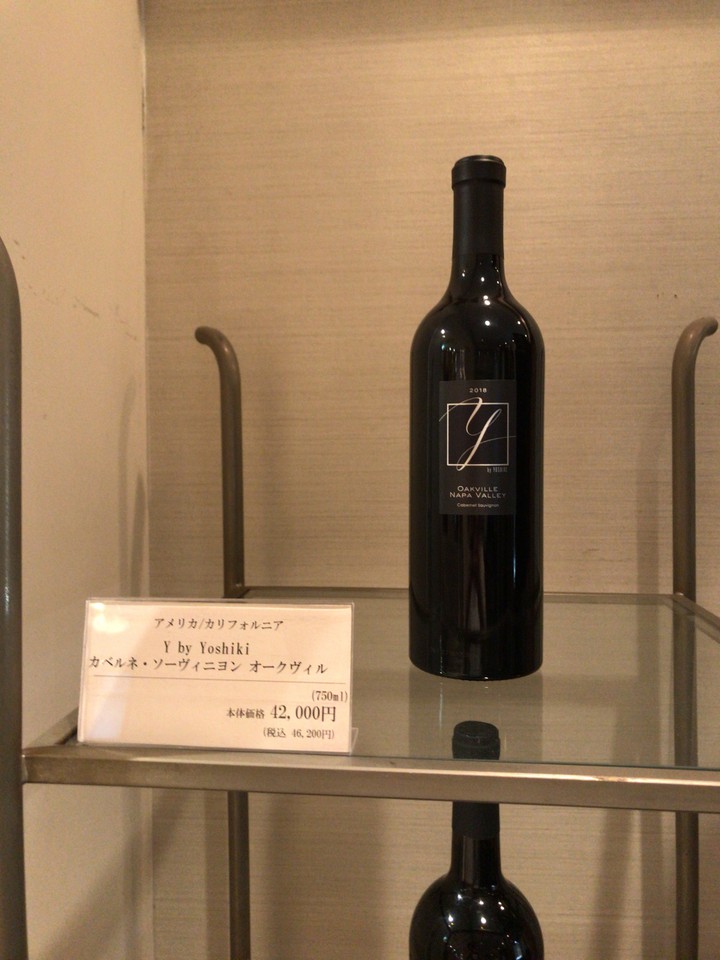 2018
Y
by YOSHIKI
OAKVILLE
NAPA VALLEY
Cabernet Sauvignon
アメリカ/カリフォルニア
Y by Yoshiki
カベルネ・ソーヴィニヨン オークヴィル
(750ml)
本体価格 42,000円
(税込 46,200円)